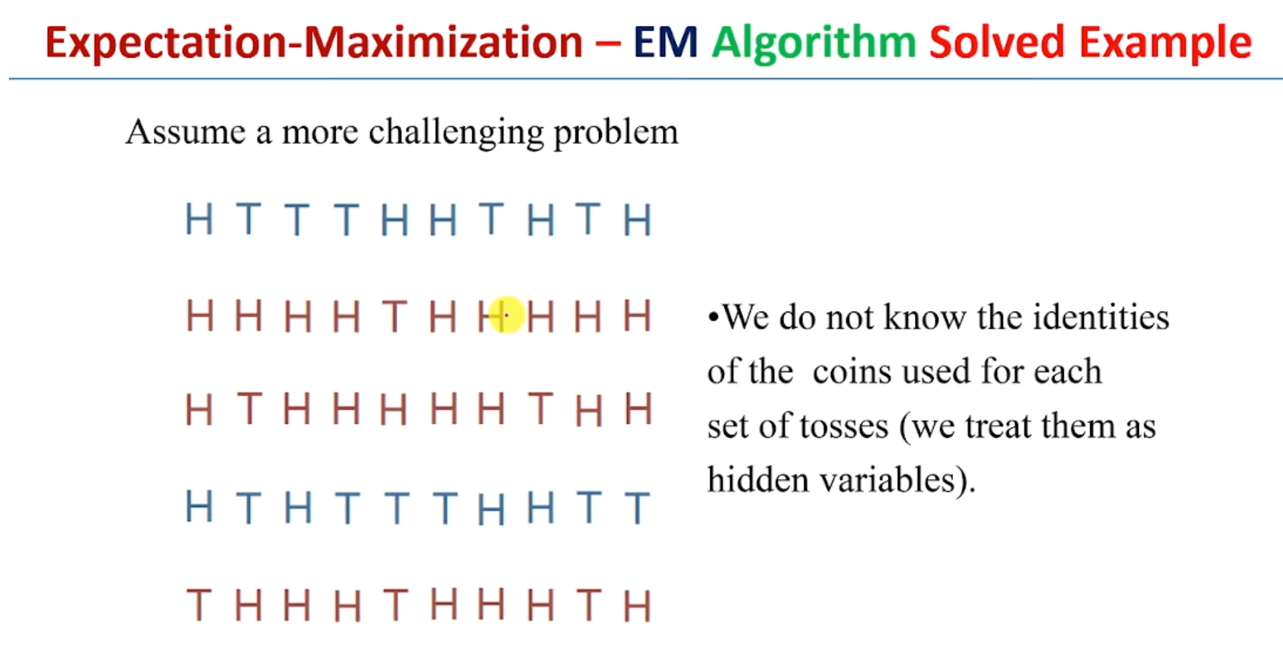 Expectation-Maximization – EM Algorithm Solved Example
Assume a more challenging problem
H T T T H H T H T H
H H H H T H H H H H
H T H H H H H T H H
H T H T T T H H T T
T H H H T H H H T H
•We do not know the identities
of the coins used for each
set of tosses (we treat them as
hidden variables).